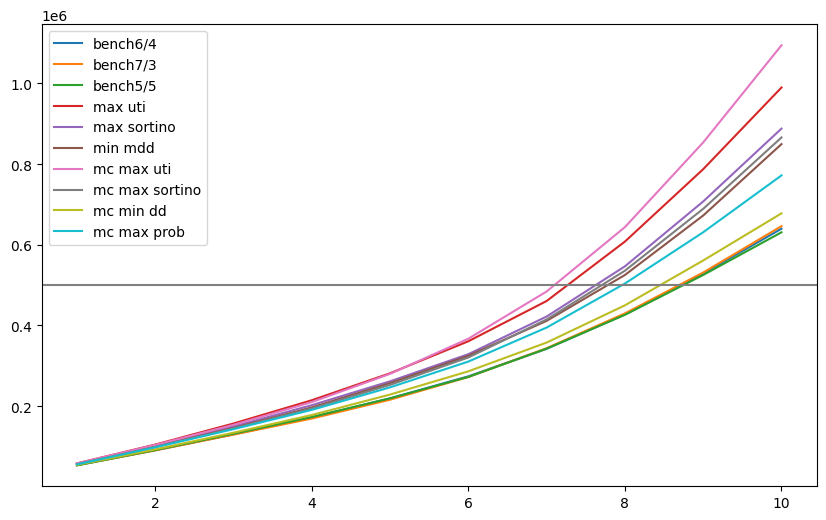 1e6
bench6/4
bench7/3
bench5/5
max uti
max sortino
min mdd
mc max uti
mc max sortino
mc min dd
mc max prob
1.0
0.8
0.6
0.4
0.2
2 4 6 8 10